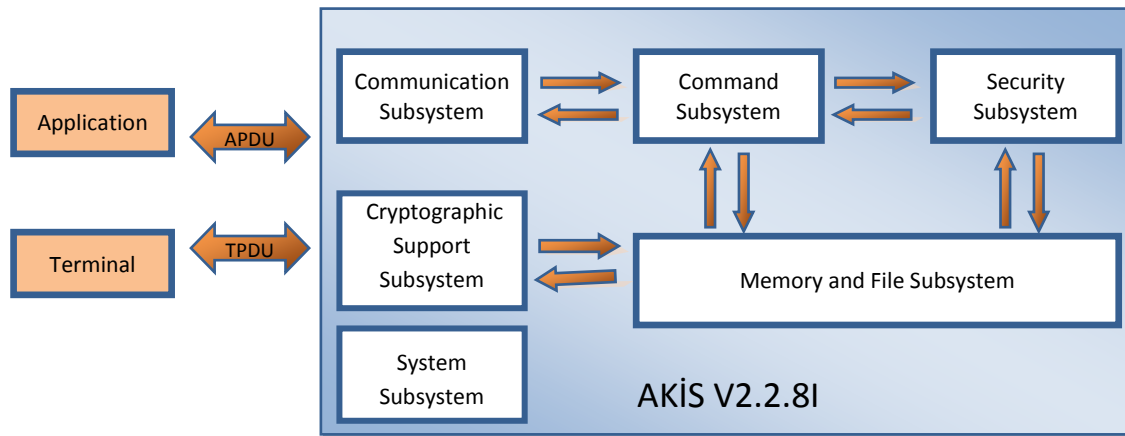 Application
APDU
Terminal
TPDU
Communication
Subsystem
Command
Subsystem
Security
Subsystem
Cryptographic
Support
Subsystem
Memory and File Subsystem
System
Subsystem
AKİS V2.2.8I